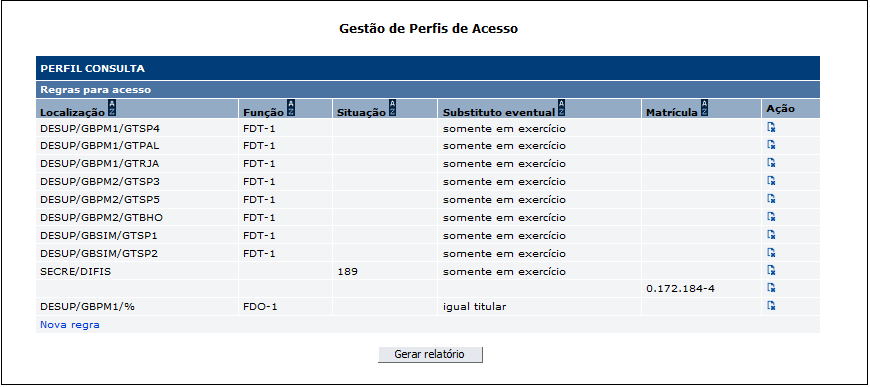 Gestão de Perfis de Acesso
PERFIL CONSULTA
Regras para acesso
Localização AZ Função AZ Situação AZ Substituto eventual AZ Matrícula AZ Ação
DESUP/GBPM1/GTSP4 FDT-1 somente em exercício
DESUP/GBPM1/GTPAL FDT-1 somente em exercício
DESUP/GBPM1/GTRJA FDT-1 somente em exercício
DESUP/GBPM2/GTSP3 FDT-1 somente em exercício
DESUP/GBPM2/GTSP5 FDT-1 somente em exercício
DESUP/GBPM2/GTBHO FDT-1 somente em exercício
DESUP/GBSIM/GTSP1 FDT-1 somente em exercício
DESUP/GBSIM/GTSP2 FDT-1 somente em exercício
SECRE/DIFIS 189 somente em exercício
0.172.184-4
DESUP/GBPM1/% FDO-1 igual titular
Nova regra
Gerar relatório